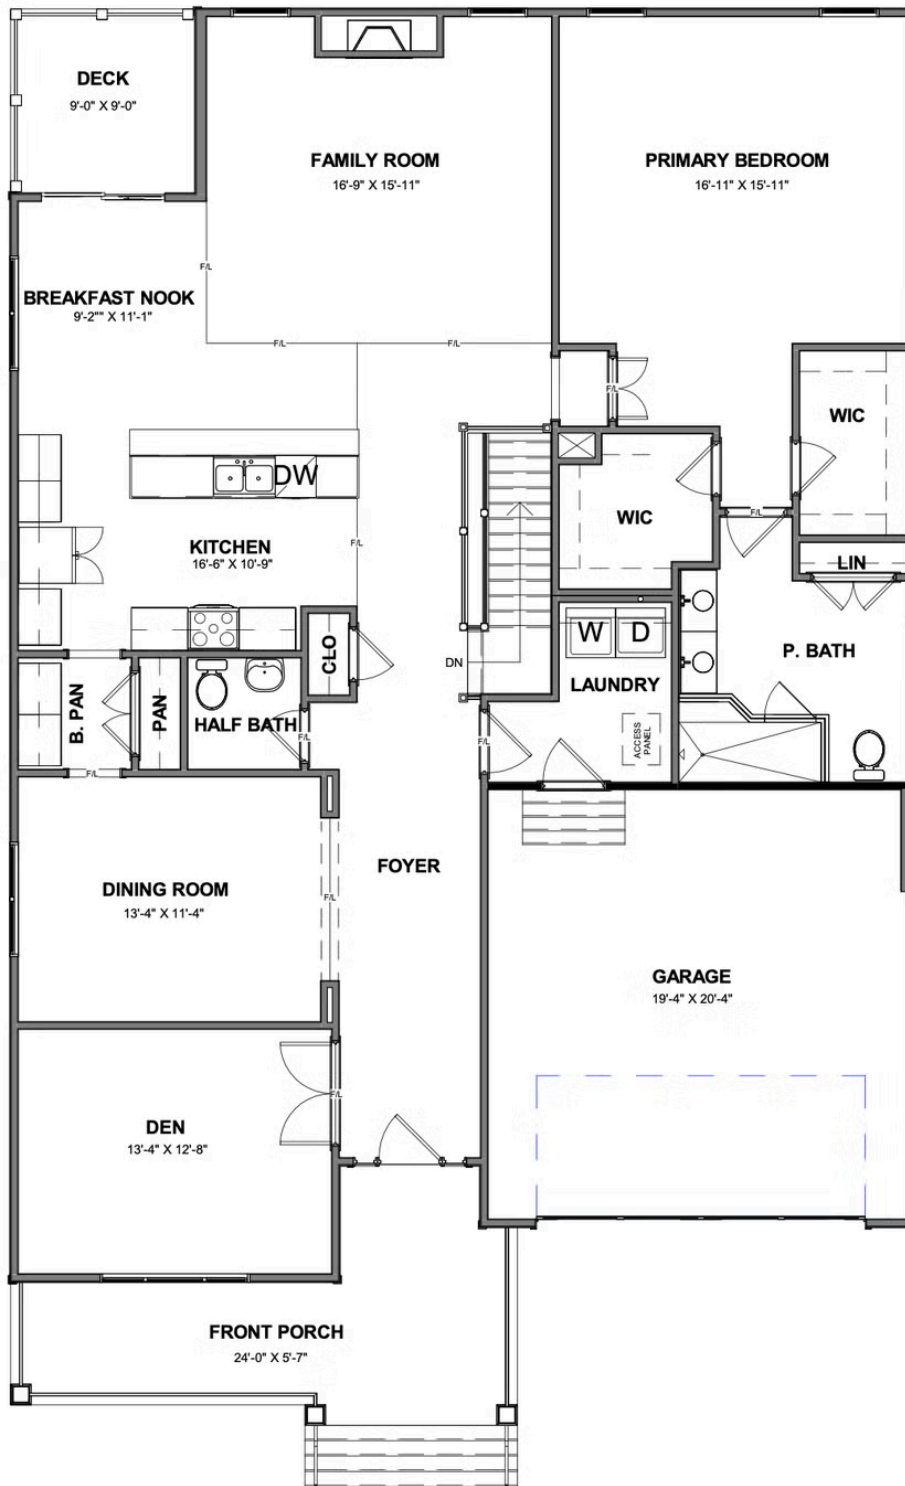 DECK
9'-0" X 9'-0"
FAMILY ROOM
16'-9" X 15'-11"
PRIMARY BEDROOM
16'-11" X 15'-11"
F/L
BREAKFAST NOOK
9'-2"" X 11'-1"
F/L
F/L
F/L
WIC
DW
WIC
F/L
F/L
KITCHEN
16'-6" X 10'-9"
LIN
W
D
CLO
DN
P. BATH
LAUNDRY
B. PAN
PAN
HALF BATH
F/L
F/L
ACCESS
PANEL
F/L
FOYER
DINING ROOM
13'-4" X 11'-4"
F/L
GARAGE
19'-4" X 20'-4"
F/L
DEN
13'-4" X 12'-8"
FRONT PORCH
24'-0" X 5'-7"